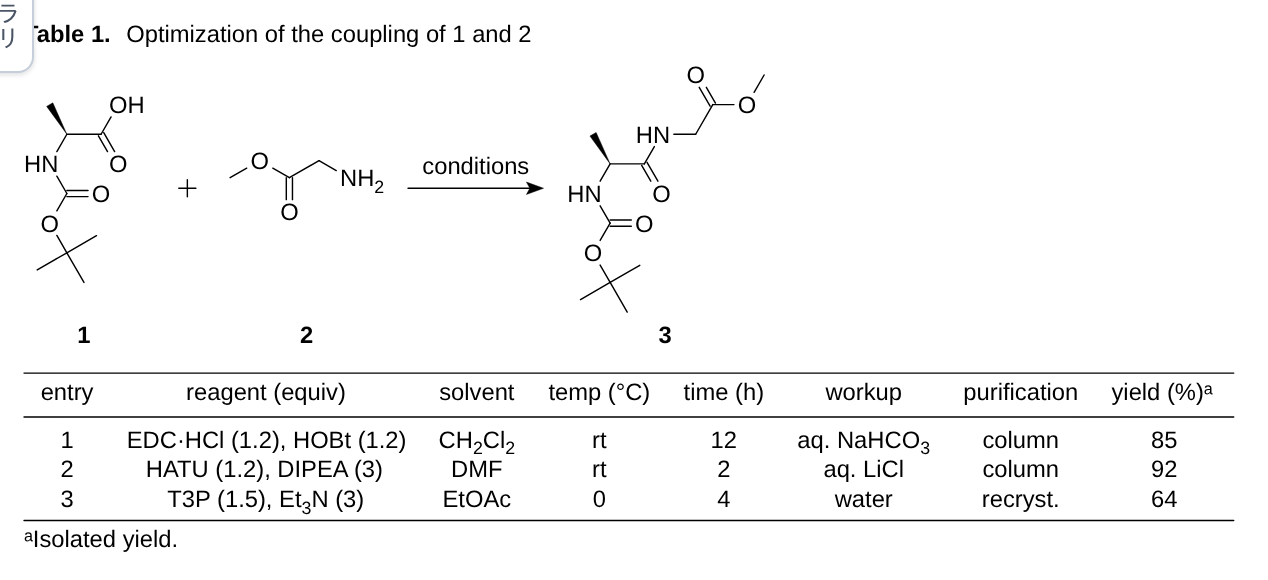 ラ
リ
Table 1. Optimization of the coupling of 1 and 2
O
OH
O
HN
HN
O
O
O
NH₂
conditions
O
HN
O
O
O
O
O
O
1
2
3
entry reagent (equiv) solvent temp (°C) time (h) workup purification yield (%)ᵃ
1 EDC·HCl (1.2), HOBt (1.2) CH₂Cl₂ rt 12 aq. NaHCO₃ column 85
2 HATU (1.2), DIPEA (3) DMF rt 2 aq. LiCl column 92
3 T3P (1.5), Et₃N (3) EtOAc 0 4 water recryst. 64
ᵃIsolated yield.